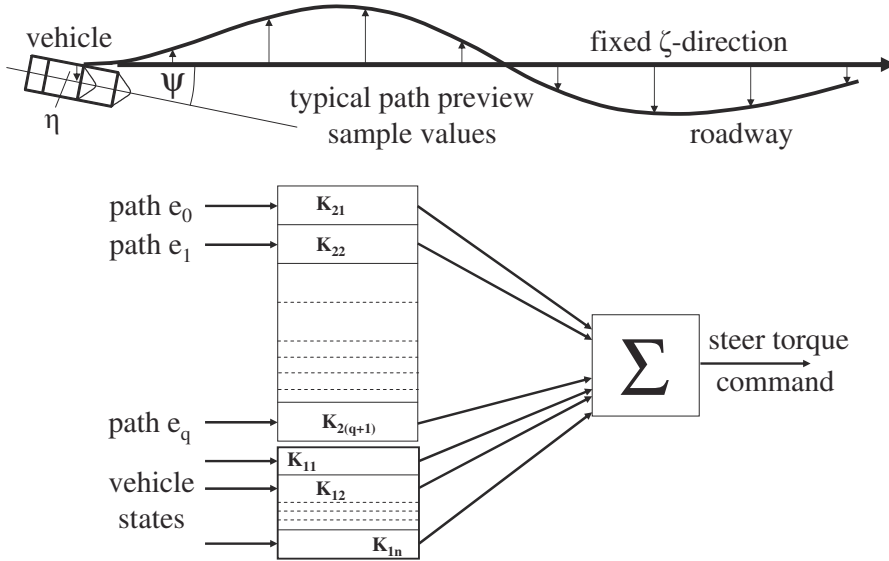 vehicle
fixed ζ-direction
ψ
η
typical path preview
sample values
roadway
path e₀
K₂₁
path e₁
K₂₂
steer torque
Σ
command
path e_q
K₂₍q₊₁₎
K₁₁
vehicle
K₁₂
states
K₁ₙ